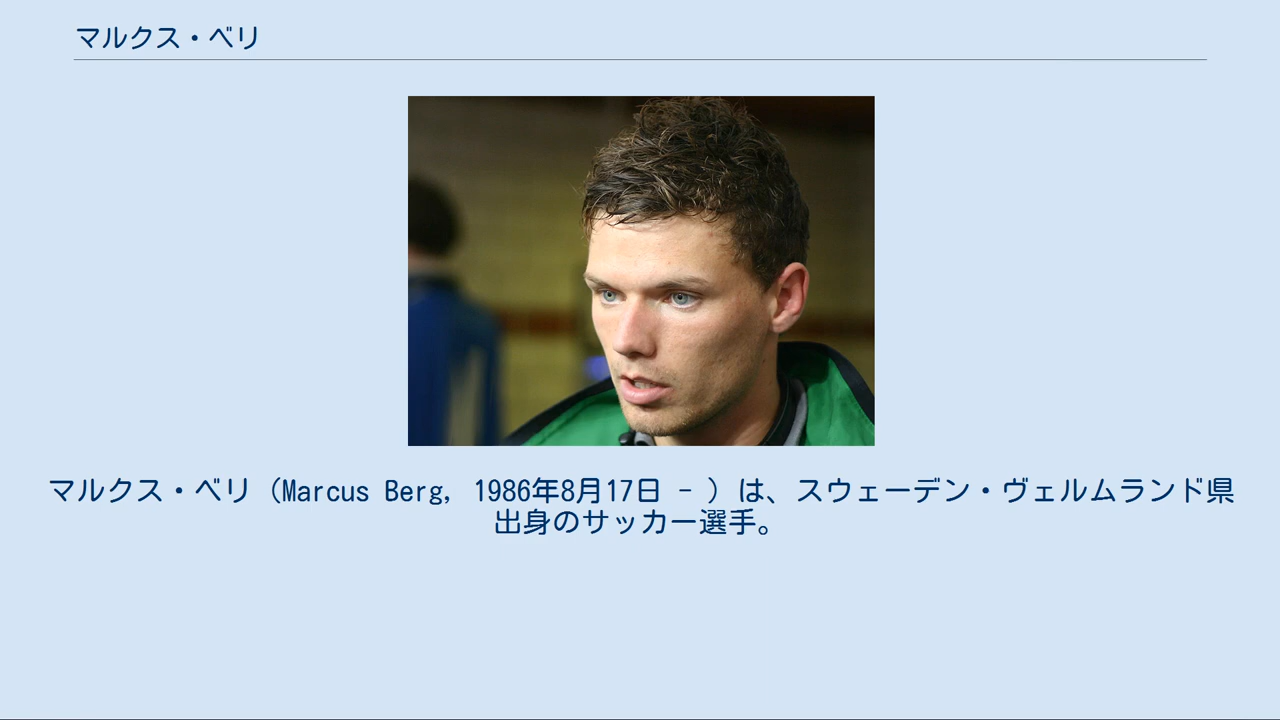 マルクス・ベリ
マルクス・ベリ（Marcus Berg, 1986年8月17日 - ）は、スウェーデン・ヴェルムランド県
出身のサッカー選手。